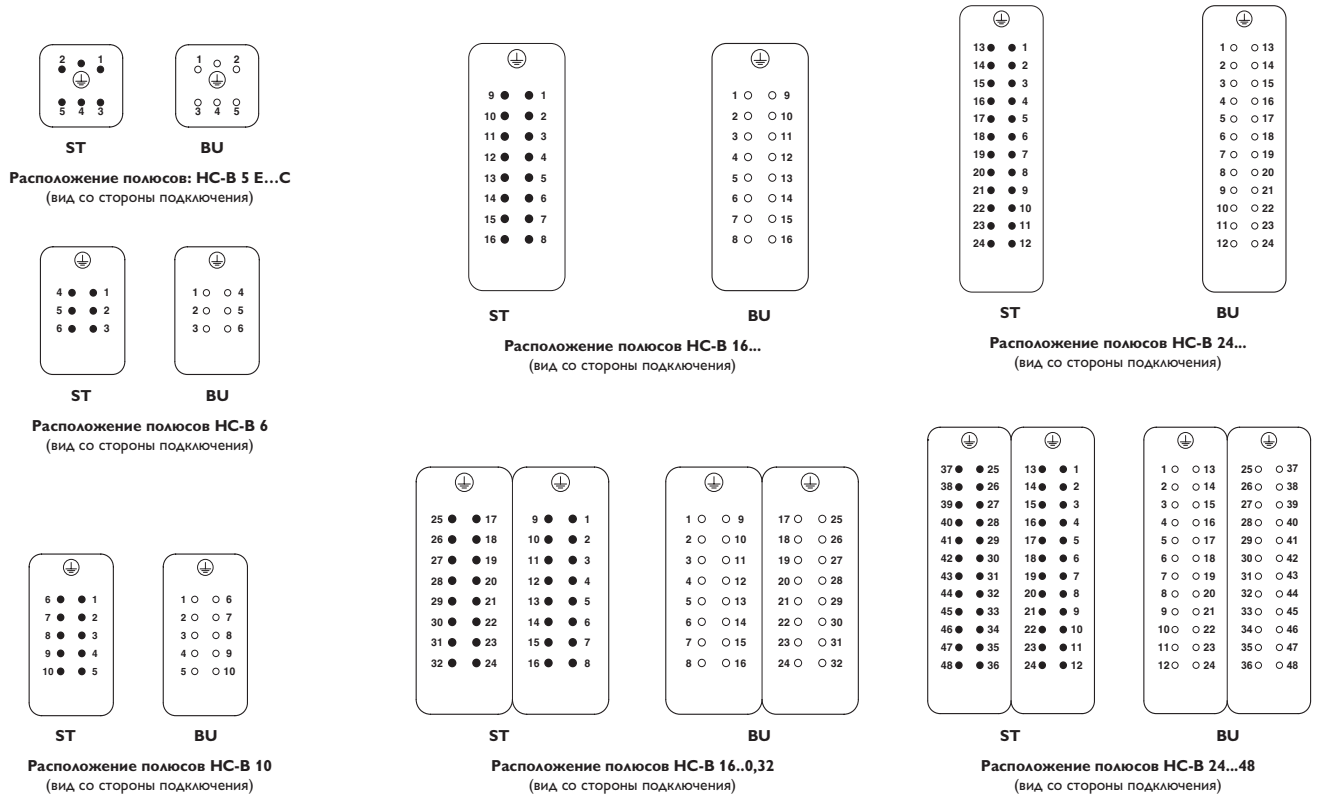 2 1
5 4 3
ST
1 2
3 4 5
BU
Расположение полюсов: HC-B 5 E...C
(вид со стороны подключения)
4 1
5 2
6 3
ST
1 4
2 5
3 6
BU
Расположение полюсов HC-B 6
(вид со стороны подключения)
6 1
7 2
8 3
9 4
10 5
ST
1 6
2 7
3 8
4 9
5 10
BU
Расположение полюсов HC-B 10
(вид со стороны подключения)
9 1
10 2
11 3
12 4
13 5
14 6
15 7
16 8
ST
1 9
2 10
3 11
4 12
5 13
6 14
7 15
8 16
BU
Расположение полюсов HC-B 16...
(вид со стороны подключения)
25 17 9 1
26 18 10 2
27 19 11 3
28 20 12 4
29 21 13 5
30 22 14 6
31 23 15 7
32 24 16 8
ST
1 9 17 25
2 10 18 26
3 11 19 27
4 12 20 28
5 13 21 29
6 14 22 30
7 15 23 31
8 16 24 32
BU
Расположение полюсов HC-B 16..0,32
(вид со стороны подключения)
13 1
14 2
15 3
16 4
17 5
18 6
19 7
20 8
21 9
22 10
23 11
24 12
ST
1 13
2 14
3 15
4 16
5 17
6 18
7 19
8 20
9 21
10 22
11 23
12 24
BU
Расположение полюсов HC-B 24...
(вид со стороны подключения)
37 25 13 1
38 26 14 2
39 27 15 3
40 28 16 4
41 29 17 5
42 30 18 6
43 31 19 7
44 32 20 8
45 33 21 9
46 34 22 10
47 35 23 11
48 36 24 12
ST
1 13 25 37
2 14 26 38
3 15 27 39
4 16 28 40
5 17 29 41
6 18 30 42
7 19 31 43
8 20 32 44
9 21 33 45
10 22 34 46
11 23 35 47
12 24 36 48
BU
Расположение полюсов HC-B 24...48
(вид со стороны подключения)